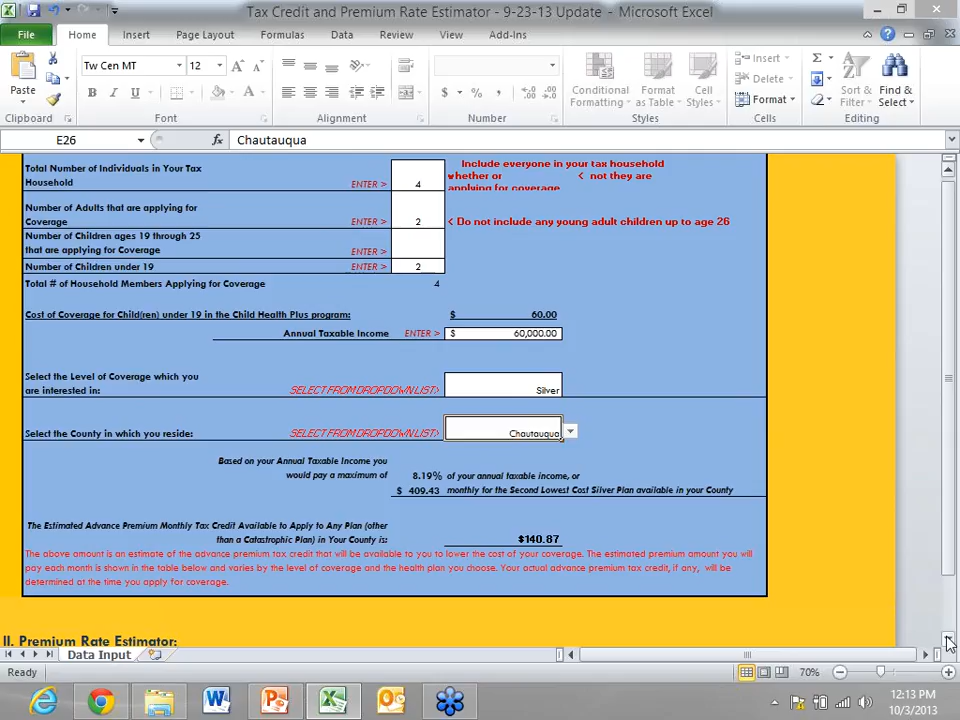 Tax Credit and Premium Rate Estimator - 9-23-13 Update - Microsoft Excel
File Home Insert Page Layout Formulas Data Review View Add-Ins
Tw Cen MT 12
Paste
B I U
$ % ,
Conditional Formatting
Format as Table
Cell Styles
Insert
Delete
Format
Sort & Filter
Find & Select
Clipboard Font Alignment Number Styles Cells Editing
E26 fx Chautauqua
Total Number of Individuals in Your Tax
Household ENTER > 4
Include everyone in your tax household
whether or < not they are
applying for coverage
Number of Adults that are applying for
Coverage ENTER > 2 < Do not include any young adult children up to age 26
Number of Children ages 19 through 25
that are applying for Coverage ENTER >
Number of Children under 19 ENTER > 2
Total # of Household Members Applying for Coverage 4
Cost of Coverage for Child(ren) under 19 in the Child Health Plus program: $ 60.00
Annual Taxable Income ENTER > $ 60,000.00
Select the Level of Coverage which you
are interested in: SELECT FROM DROPDOWN LIST> Silver
Select the County in which you reside: SELECT FROM DROPDOWN LIST> Chautauqua
Based on your Annual Taxable Income you
would pay a maximum of 8.19% of your annual taxable income, or
$ 409.43 monthly for the Second Lowest Cost Silver Plan available in your County
The Estimated Advance Premium Monthly Tax Credit Available to Apply to Any Plan (other
than a Catastrophic Plan) in Your County is: $140.87
The above amount is an estimate of the advance premium tax credit that will be available to you to lower the cost of your coverage. The estimated premium amount you will
pay each month is shown in the table below and varies by the level of coverage and the health plan you choose. Your actual advance premium tax credit, if any, will be
determined at the time you apply for coverage.
II. Premium Rate Estimator:
Data Input
Ready 70%
12:13 PM
10/3/2013